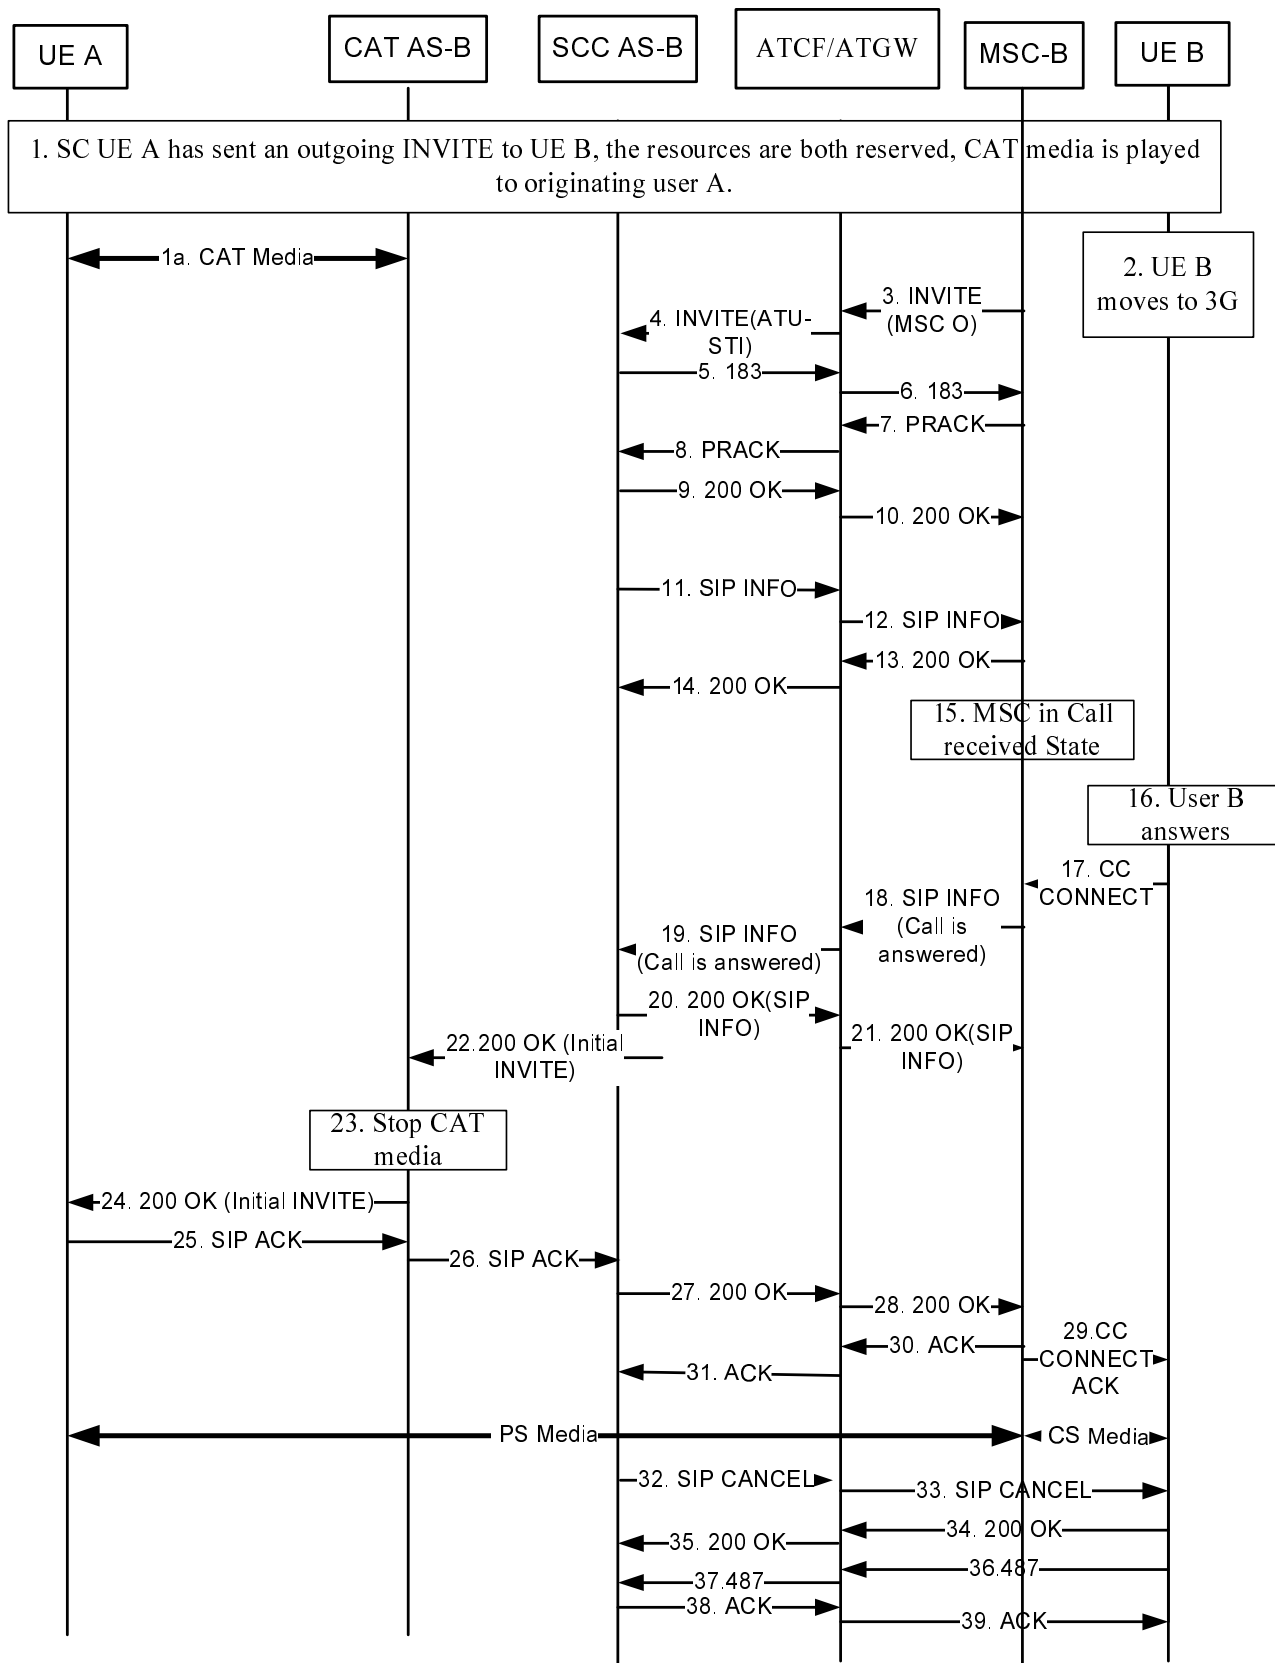 UE A
CAT AS-B
SCC AS-B
ATCF/ATGW
MSC-B
UE B
1. SC UE A has sent an outgoing INVITE to UE B, the resources are both reserved, CAT media is played
to originating user A.
1a. CAT Media
2. UE B
moves to 3G
3. INVITE
(MSC O)
4. INVITE(ATU-
STI)
5. 183
6. 183
7. PRACK
8. PRACK
9. 200 OK
10. 200 OK
11. SIP INFO
12. SIP INFO
13. 200 OK
14. 200 OK
15. MSC in Call
received State
16. User B
answers
17. CC
CONNECT
18. SIP INFO
(Call is
answered)
19. SIP INFO
(Call is answered)
20. 200 OK(SIP
INFO)
21. 200 OK(SIP
INFO)
22.200 OK (Initial
INVITE)
23. Stop CAT
media
24. 200 OK (Initial INVITE)
25. SIP ACK
26. SIP ACK
27. 200 OK
28. 200 OK
29.CC
CONNECT
ACK
30. ACK
31. ACK
PS Media
CS Media
32. SIP CANCEL
33. SIP CANCEL
34. 200 OK
35. 200 OK
36.487
37.487
38. ACK
39. ACK